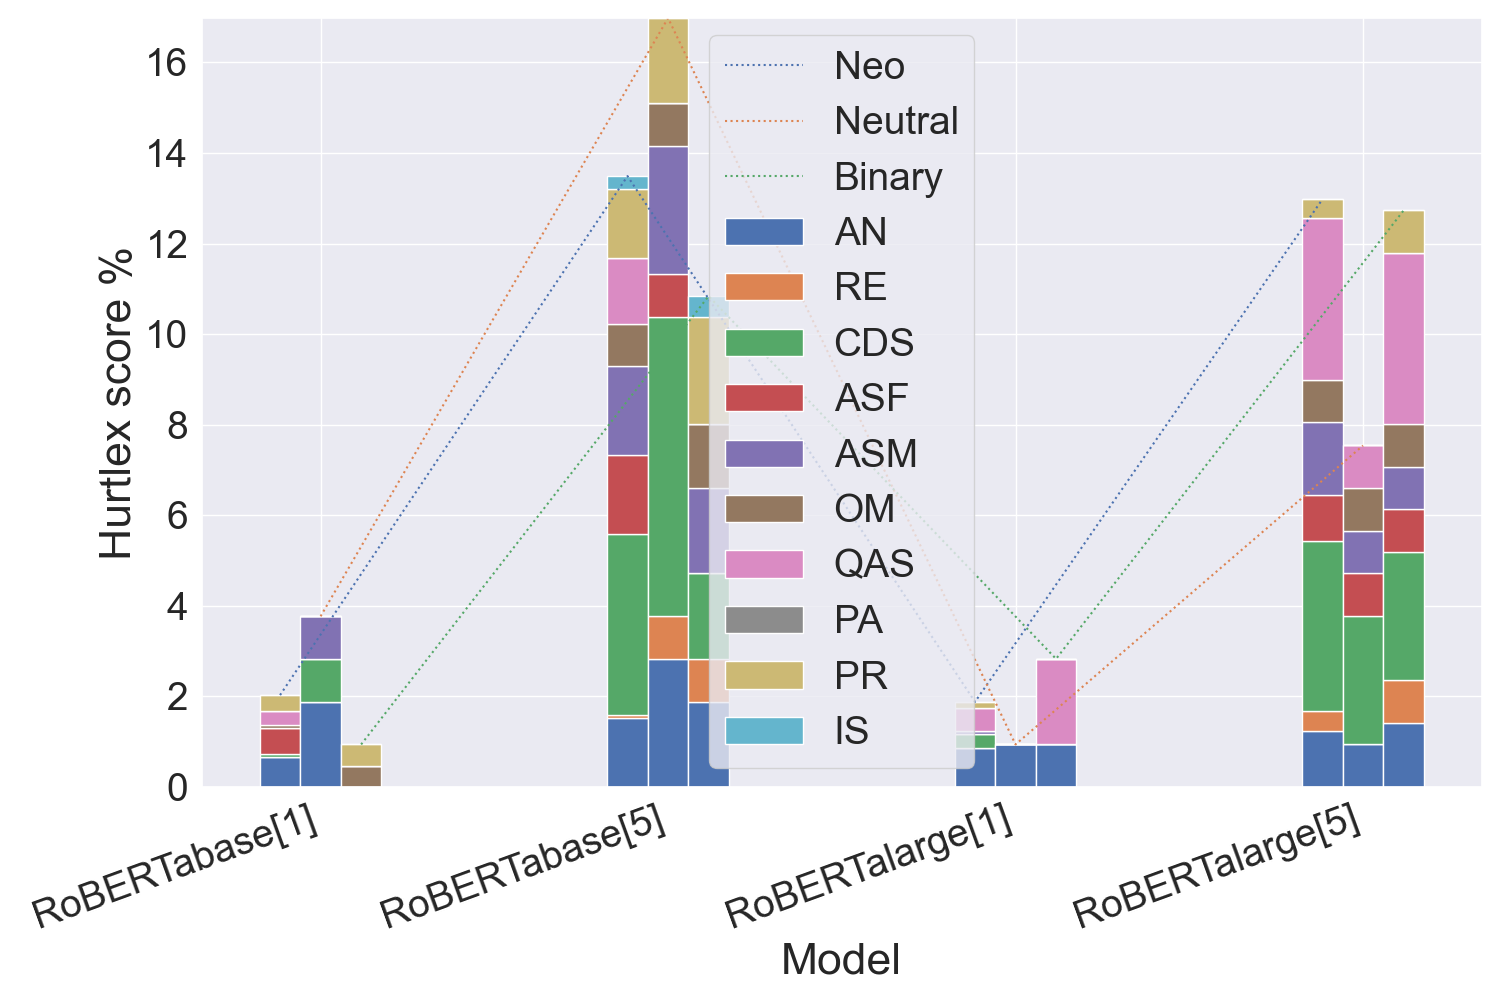 Hurtlex score %
16
14
12
10
8
6
4
2
0
Neo
Neutral
Binary
AN
RE
CDS
ASF
ASM
OM
QAS
PA
PR
IS
RoBERTabase[1]
RoBERTabase[5]
RoBERTalarge[1]
RoBERTalarge[5]
Model